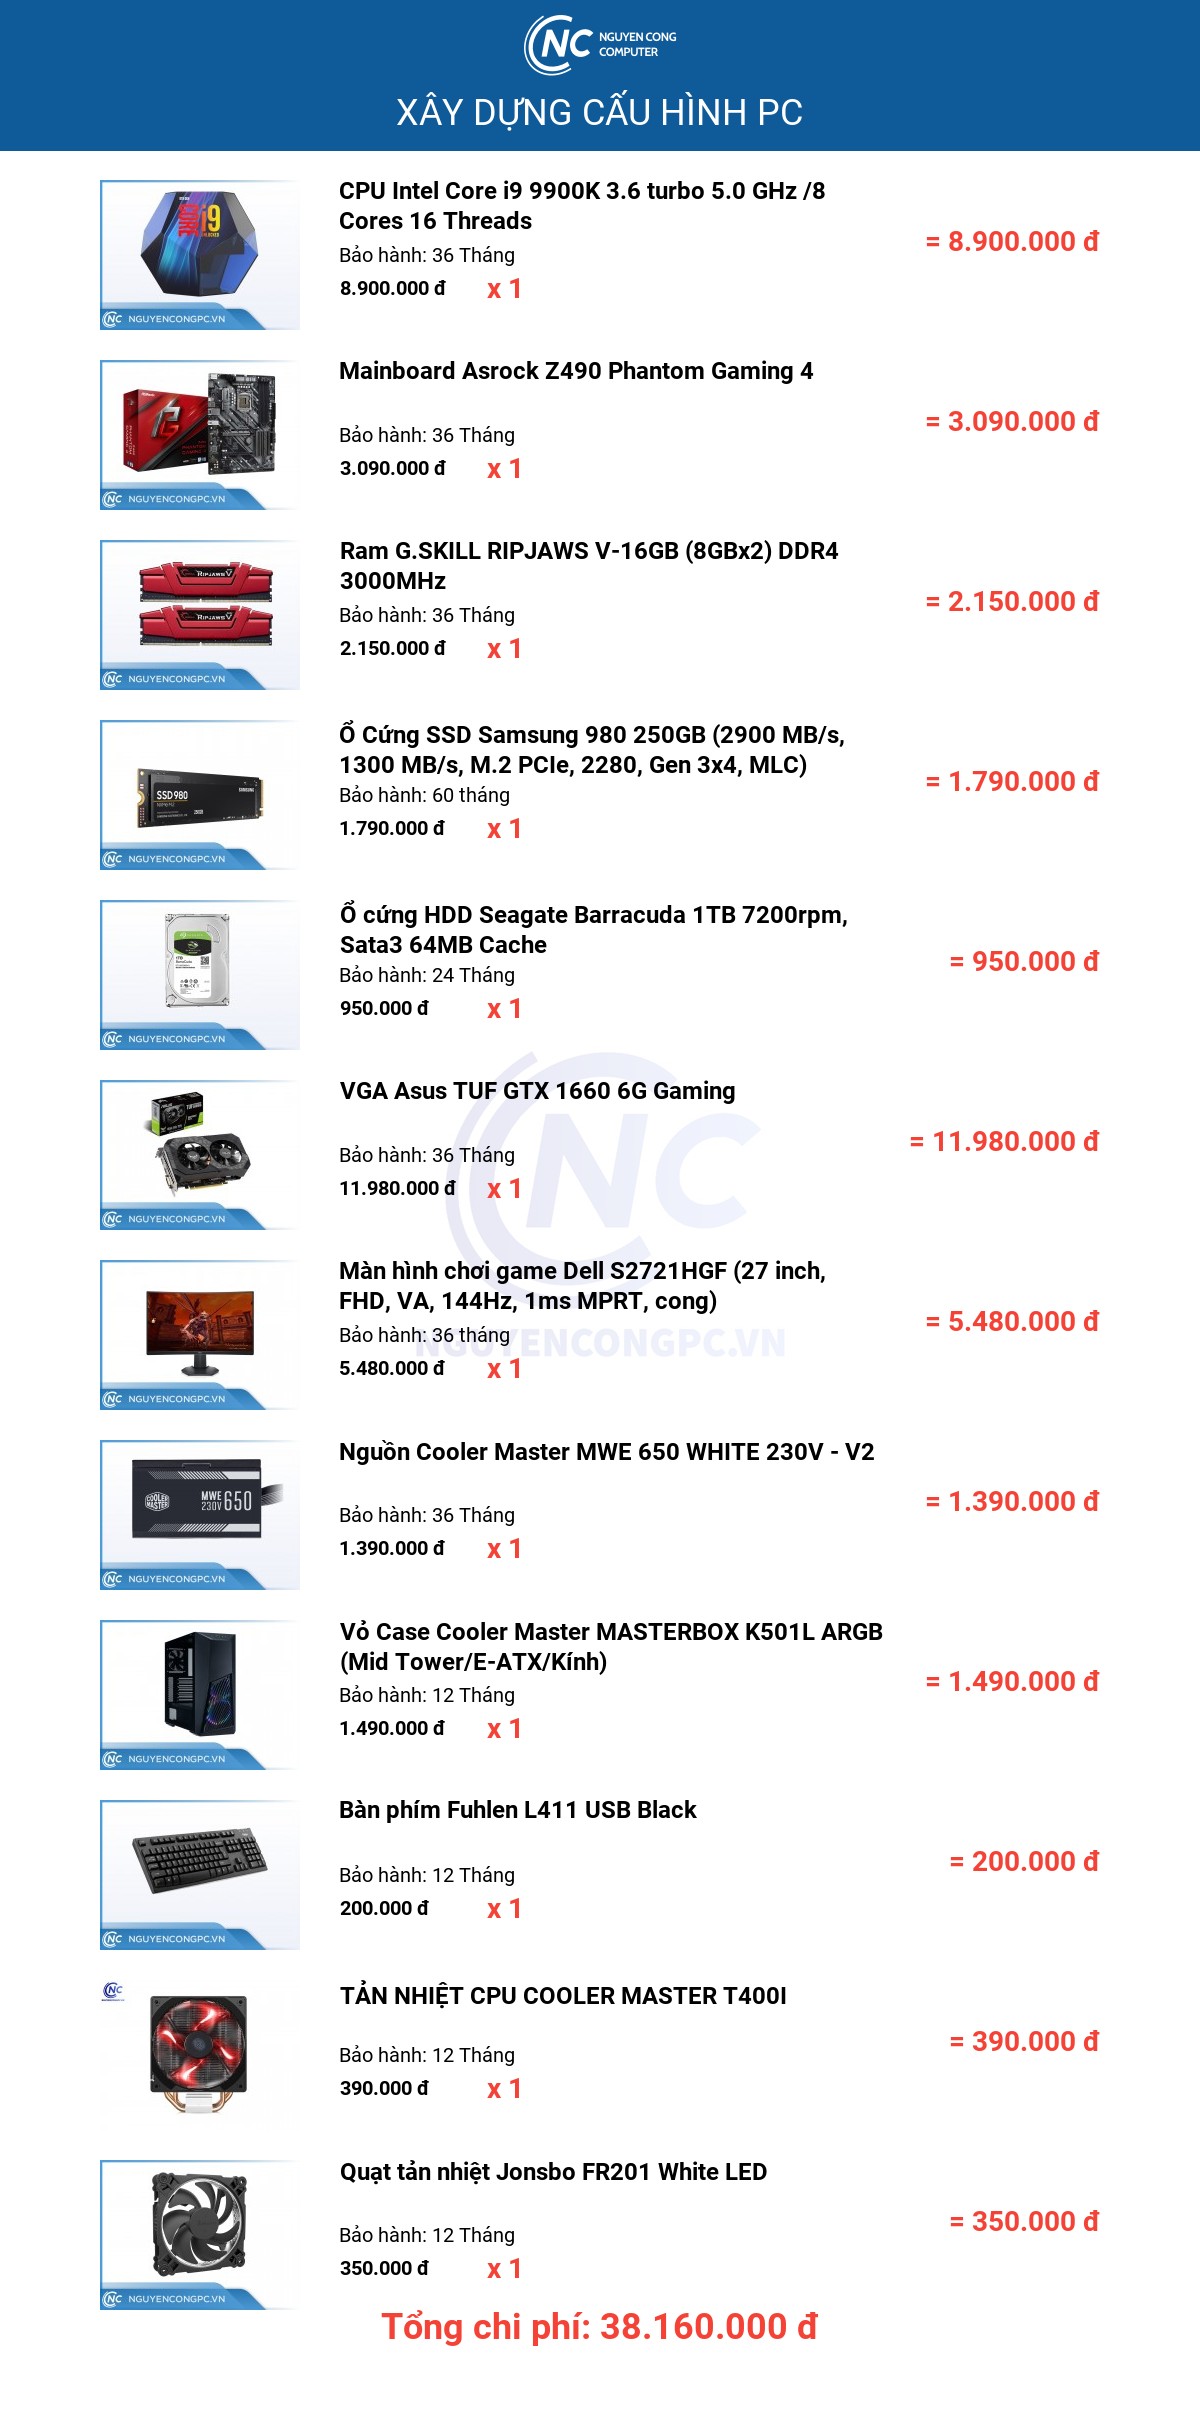 NC NGUYEN CONG
COMPUTER
XÂY DỰNG CẤU HÌNH PC
CPU Intel Core i9 9900K 3.6 turbo 5.0 GHz /8
Cores 16 Threads
Bảo hành: 36 Tháng
8.900.000 đ x 1
= 8.900.000 đ
CORE i9
NC NGUYENCONGPC.VN
Mainboard Asrock Z490 Phantom Gaming 4
Bảo hành: 36 Tháng
3.090.000 đ x 1
= 3.090.000 đ
NC NGUYENCONGPC.VN
Ram G.SKILL RIPJAWS V-16GB (8GBx2) DDR4
3000MHz
Bảo hành: 36 Tháng
2.150.000 đ x 1
= 2.150.000 đ
RIPJAWS V
RIPJAWS V
NC NGUYENCONGPC.VN
Ổ Cứng SSD Samsung 980 250GB (2900 MB/s,
1300 MB/s, M.2 PCIe, 2280, Gen 3x4, MLC)
Bảo hành: 60 tháng
1.790.000 đ x 1
= 1.790.000 đ
SSD 980
SAMSUNG
NC NGUYENCONGPC.VN
Ổ cứng HDD Seagate Barracuda 1TB 7200rpm,
Sata3 64MB Cache
Bảo hành: 24 Tháng
950.000 đ x 1
= 950.000 đ
NC NGUYENCONGPC.VN
VGA Asus TUF GTX 1660 6G Gaming
Bảo hành: 36 Tháng
11.980.000 đ x 1
= 11.980.000 đ
NC NGUYENCONGPC.VN
NC
NGUYENCONGPC.VN
Màn hình chơi game Dell S2721HGF (27 inch,
FHD, VA, 144Hz, 1ms MPRT, cong)
Bảo hành: 36 tháng
5.480.000 đ x 1
= 5.480.000 đ
NC NGUYENCONGPC.VN
Nguồn Cooler Master MWE 650 WHITE 230V - V2
Bảo hành: 36 Tháng
1.390.000 đ x 1
= 1.390.000 đ
COOLER MASTER
MWE 230V 650
NC NGUYENCONGPC.VN
Vỏ Case Cooler Master MASTERBOX K501L ARGB
(Mid Tower/E-ATX/Kính)
Bảo hành: 12 Tháng
1.490.000 đ x 1
= 1.490.000 đ
NC NGUYENCONGPC.VN
Bàn phím Fuhlen L411 USB Black
Bảo hành: 12 Tháng
200.000 đ x 1
= 200.000 đ
NC NGUYENCONGPC.VN
TẢN NHIỆT CPU COOLER MASTER T400I
Bảo hành: 12 Tháng
390.000 đ x 1
= 390.000 đ
NC
Quạt tản nhiệt Jonsbo FR201 White LED
Bảo hành: 12 Tháng
350.000 đ x 1
= 350.000 đ
NC NGUYENCONGPC.VN
Tổng chi phí: 38.160.000 đ